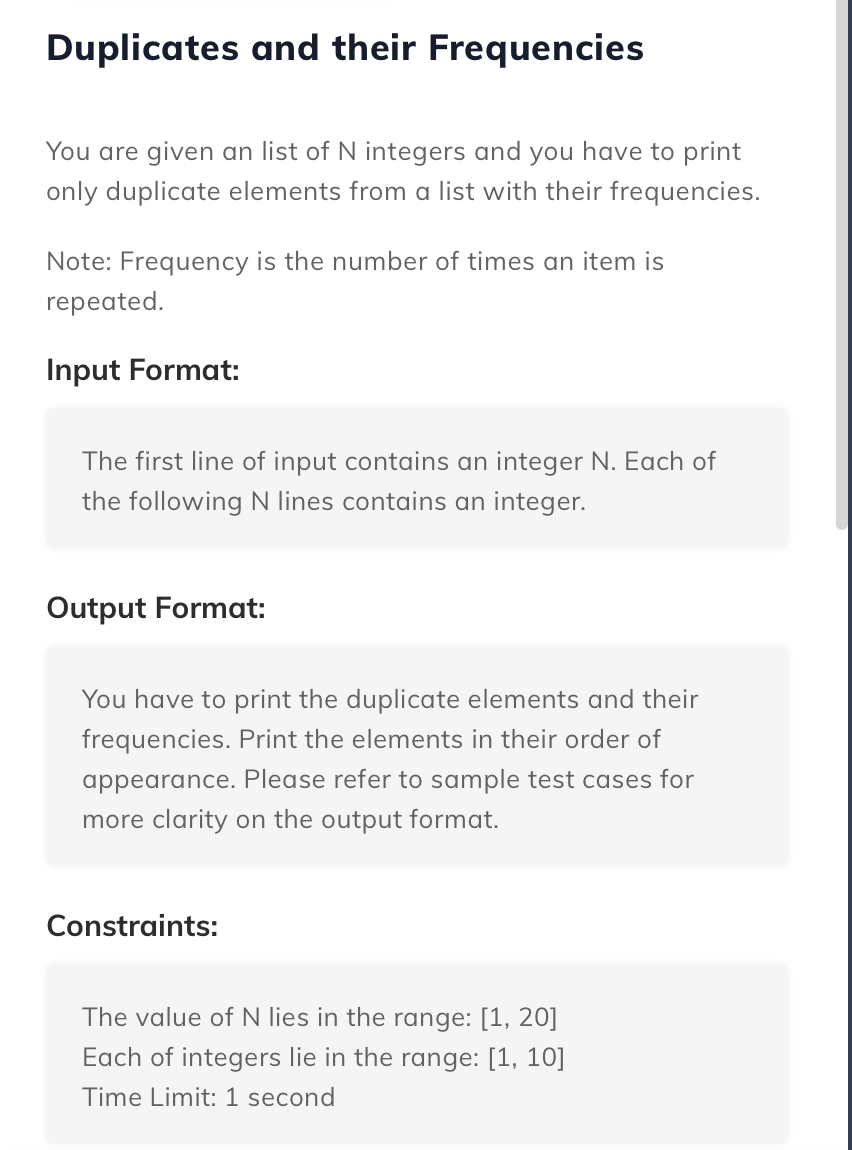 Duplicates and their Frequencies
You are given an list of N integers and you have to print
only duplicate elements from a list with their frequencies.
Note: Frequency is the number of times an item is
repeated.
Input Format:
The first line of input contains an integer N. Each of
the following N lines contains an integer.
Output Format:
You have to print the duplicate elements and their
frequencies. Print the elements in their order of
appearance. Please refer to sample test cases for
more clarity on the output format.
Constraints:
The value of N lies in the range: [1, 20]
Each of integers lie in the range: [1, 10]
Time Limit: 1 second